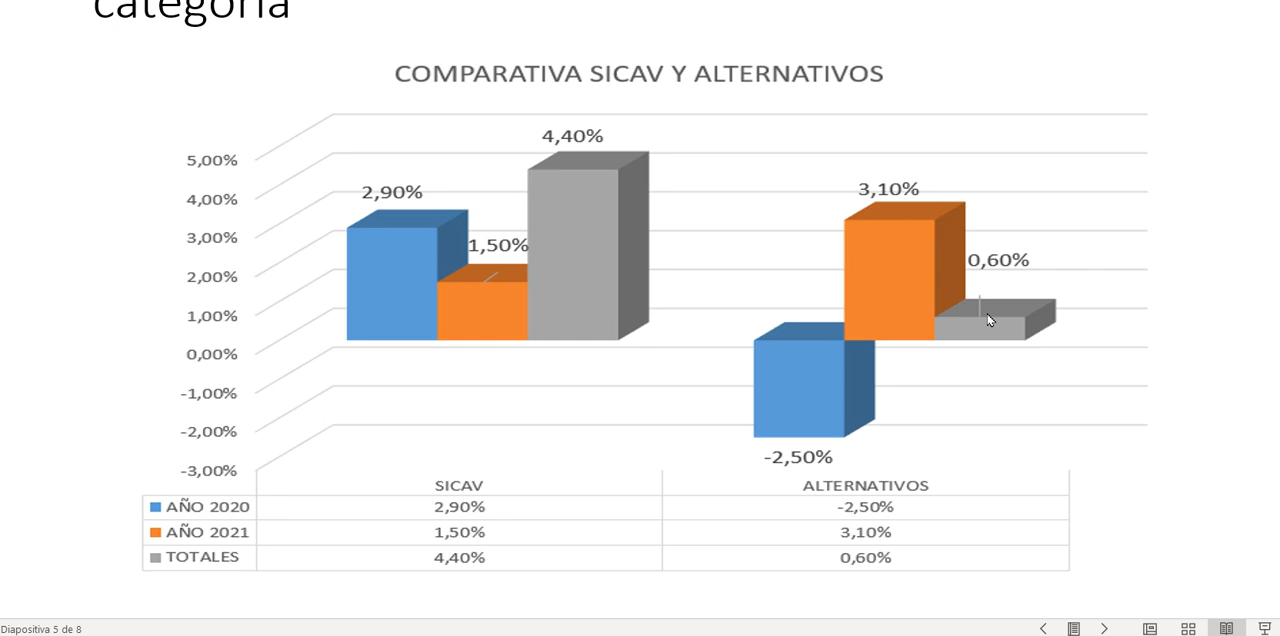 categoría
COMPARATIVA SICAV Y ALTERNATIVOS
4,40%
5,00%
2,90%
3,10%
4,00%
3,00%
1,50%
0,60%
2,00%
1,00%
0,00%
-1,00%
-2,00%
-2,50%
-3,00%
SICAV ALTERNATIVOS
AÑO 2020 2,90% -2,50%
AÑO 2021 1,50% 3,10%
TOTALES 4,40% 0,60%
Diapositiva 5 de 8